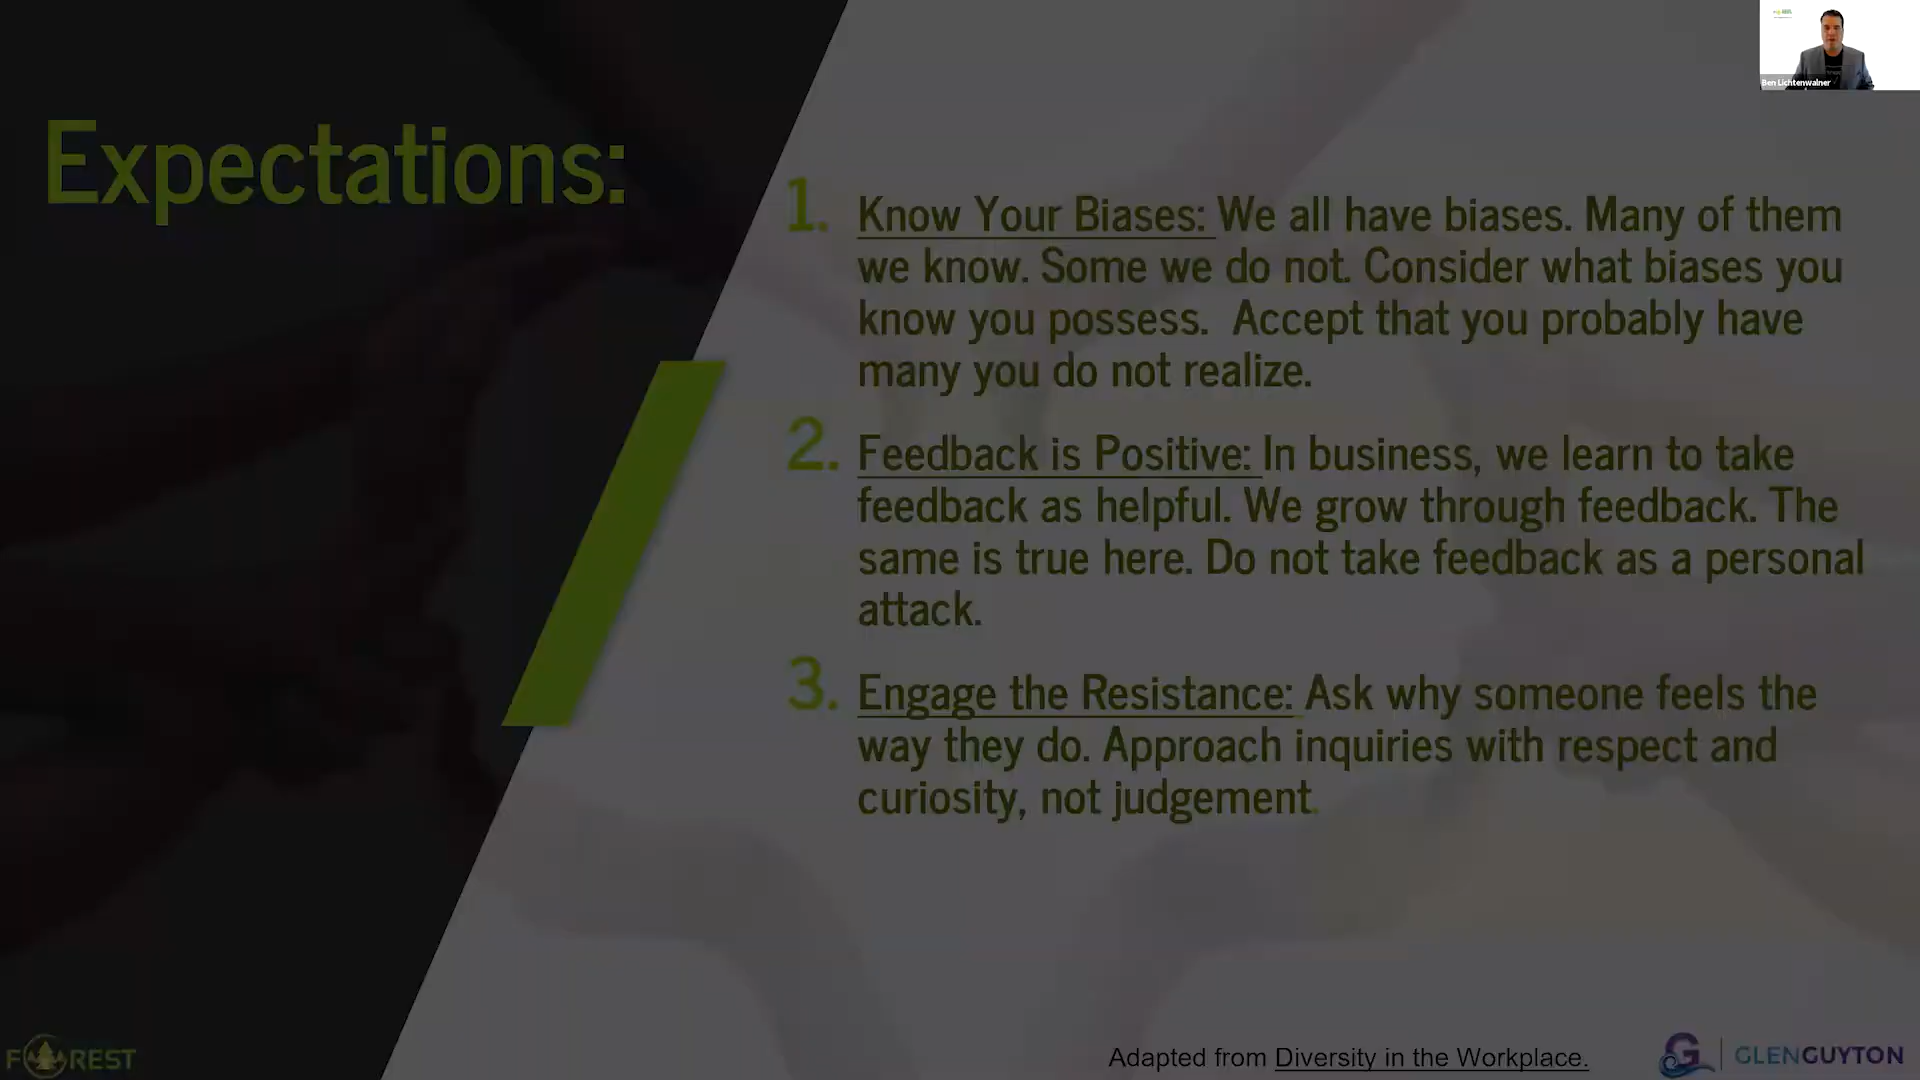 Expectations:
1. Know Your Biases: We all have biases. Many of them
we know. Some we do not. Consider what biases you
know you possess. Accept that you probably have
many you do not realize.
2. Feedback is Positive: In business, we learn to take
feedback as helpful. We grow through feedback. The
same is true here. Do not take feedback as a personal
attack.
3. Engage the Resistance: Ask why someone feels the
way they do. Approach inquiries with respect and
curiosity, not judgement.
Ben Lichtenwalner
FOREST
Adapted from Diversity in the Workplace.
G GLENGUYTON